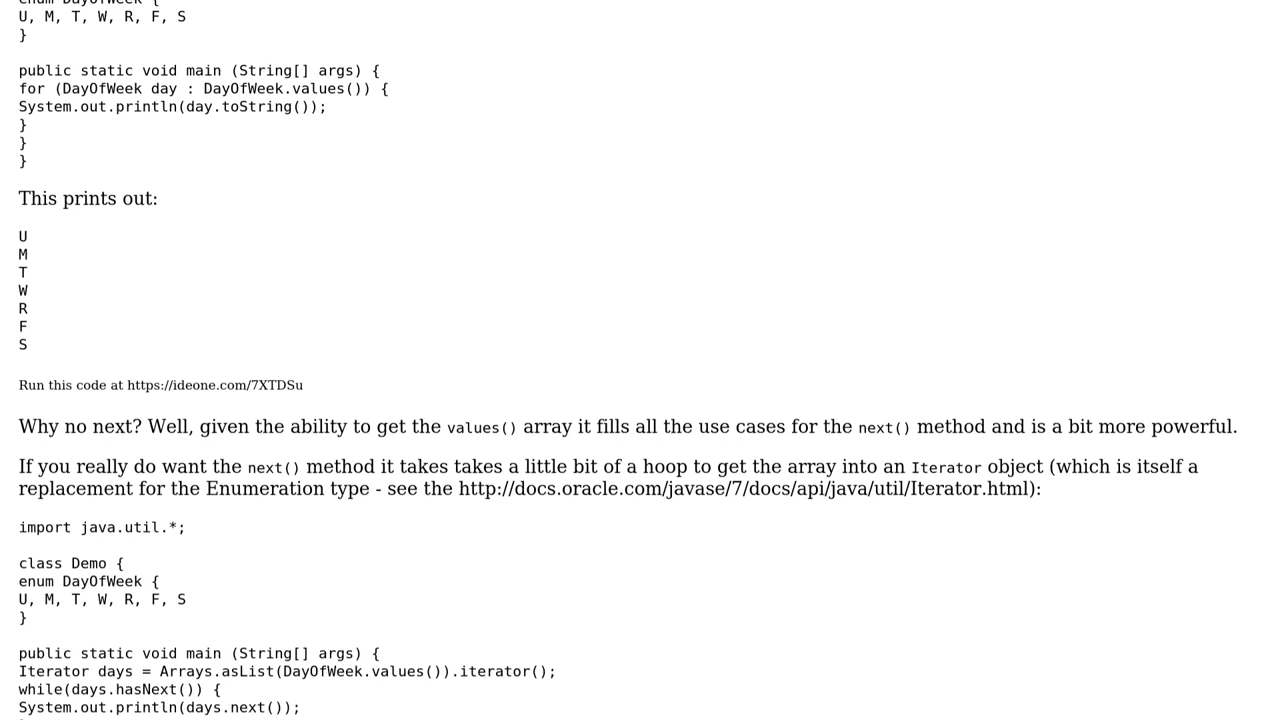 enum DayOfWeek {
U, M, T, W, R, F, S
}
public static void main (String[] args) {
for (DayOfWeek day : DayOfWeek.values()) {
System.out.println(day.toString());
}
}
}
This prints out:
U
M
T
W
R
F
S
Run this code at https://ideone.com/7XTDSu
Why no next? Well, given the ability to get the values() array it fills all the use cases for the next() method and is a bit more powerful.
If you really do want the next() method it takes takes a little bit of a hoop to get the array into an Iterator object (which is itself a
replacement for the Enumeration type - see the http://docs.oracle.com/javase/7/docs/api/java/util/Iterator.html):
import java.util.*;
class Demo {
enum DayOfWeek {
U, M, T, W, R, F, S
}
public static void main (String[] args) {
Iterator days = Arrays.asList(DayOfWeek.values()).iterator();
while(days.hasNext()) {
System.out.println(days.next());